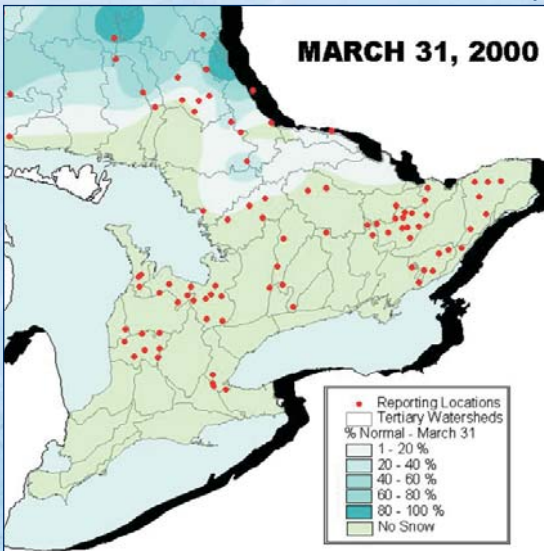 MARCH 31, 2000
Reporting Locations
Tertiary Watersheds
% Normal - March 31
1 - 20 %
20 - 40 %
40 - 60 %
60 - 80 %
80 - 100 %
No Snow